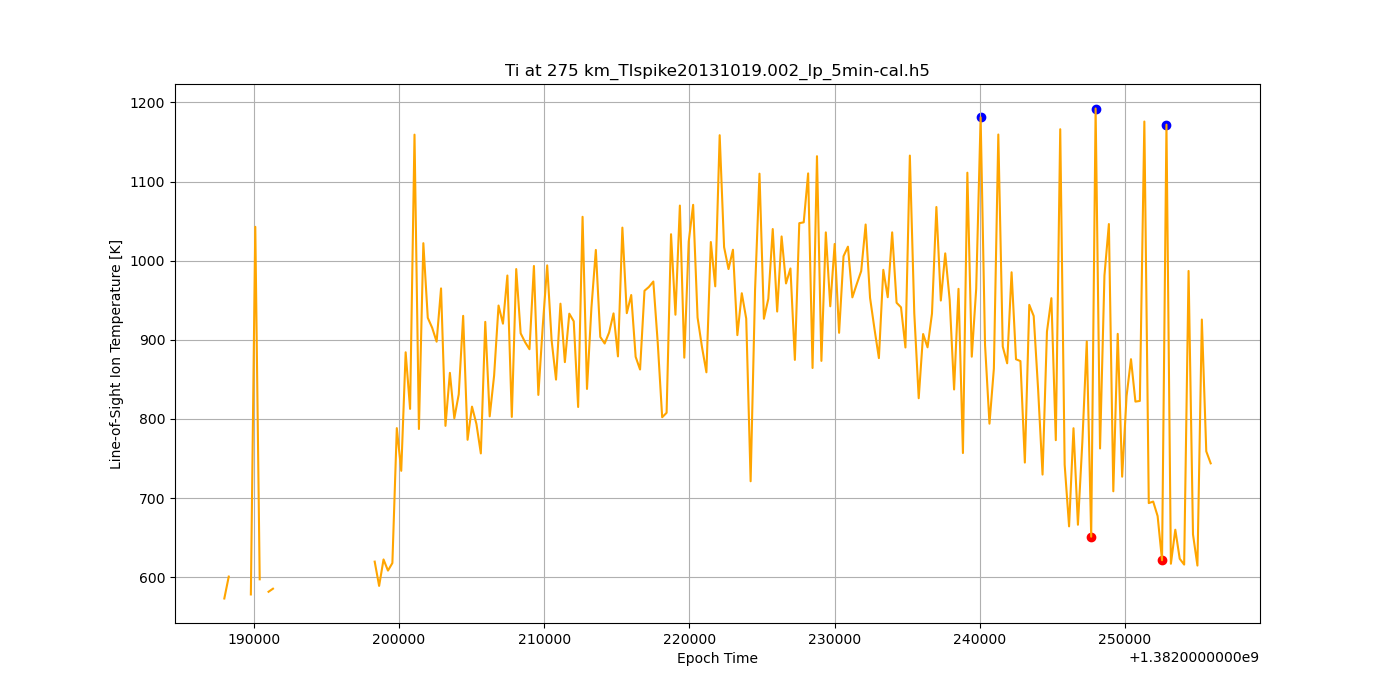 Ti at 275 km_TIspike20131019.002_lp_5min-cal.h5
Line-of-Sight Ion Temperature [K]
1200
1100
1000
900
800
700
600
190000 200000 210000 220000 230000 240000 250000
Epoch Time
+1.3820000000e9